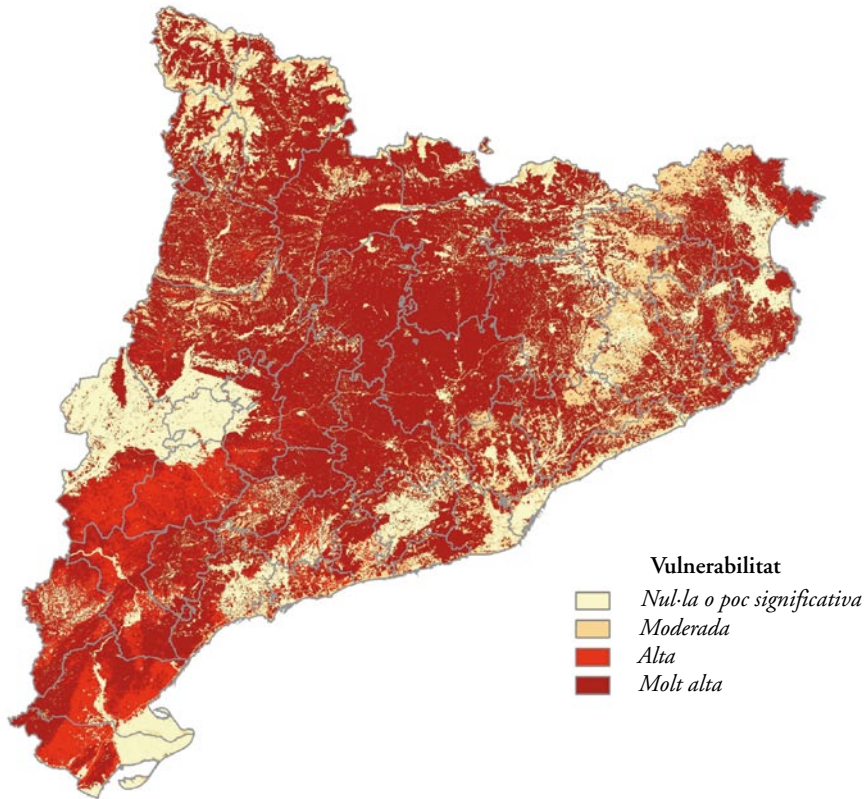 Vulnerabilitat
Nul·la o poc significativa
Moderada
Alta
Molt alta